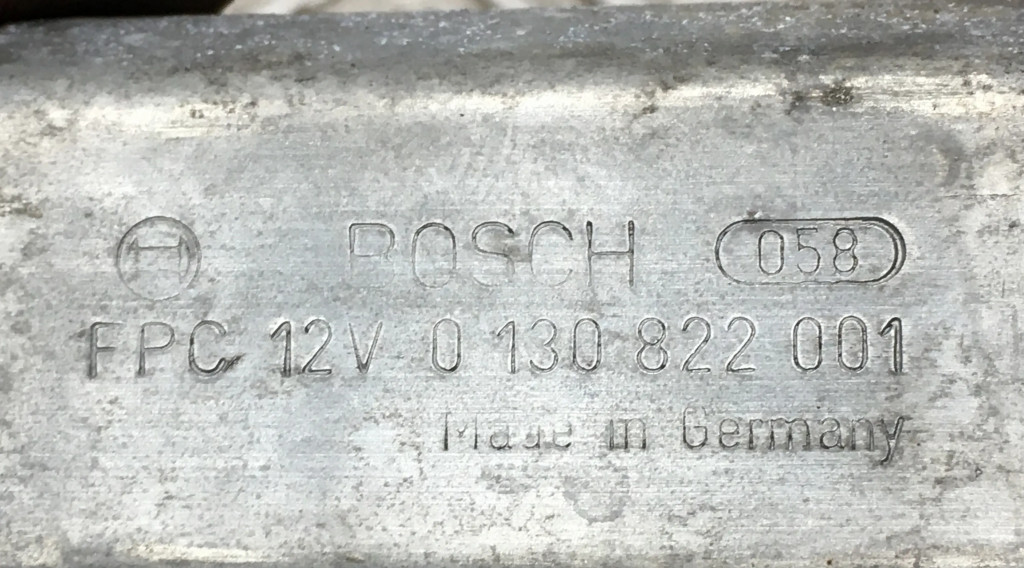 BOSCH 058
FPC 12V 0 130 822 001
Made in Germany